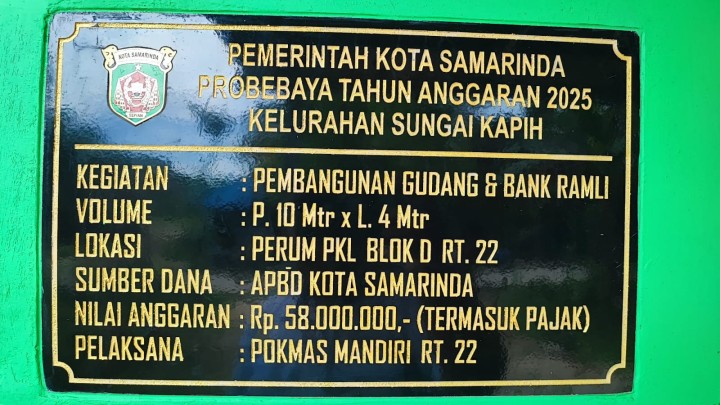 KOTA SAMARINDA
PEMERINTAH KOTA SAMARINDA
PROBEBAYA TAHUN ANGGARAN 2025
KELURAHAN SUNGAI KAPIH
KEGIATAN : PEMBANGUNAN GUDANG & BANK RAMLI
VOLUME : P. 10 Mtr x L. 4 Mtr
LOKASI : PERUM PKL BLOK D RT. 22
SUMBER DANA : APBD KOTA SAMARINDA
NILAI ANGGARAN : Rp. 58.000.000,- (TERMASUK PAJAK)
PELAKSANA : POKMAS MANDIRI RT. 22